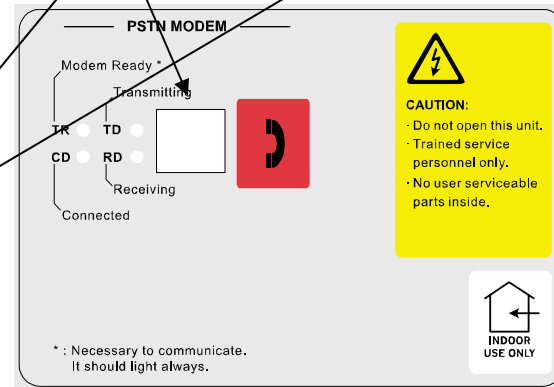 PSTN MODEM
Modem Ready *
Transmitting
TR TD
CD RD
Receiving
Connected
* : Necessary to communicate.
It should light always.
CAUTION:
· Do not open this unit.
· Trained service
personnel only.
· No user serviceable
parts inside.
INDOOR
USE ONLY